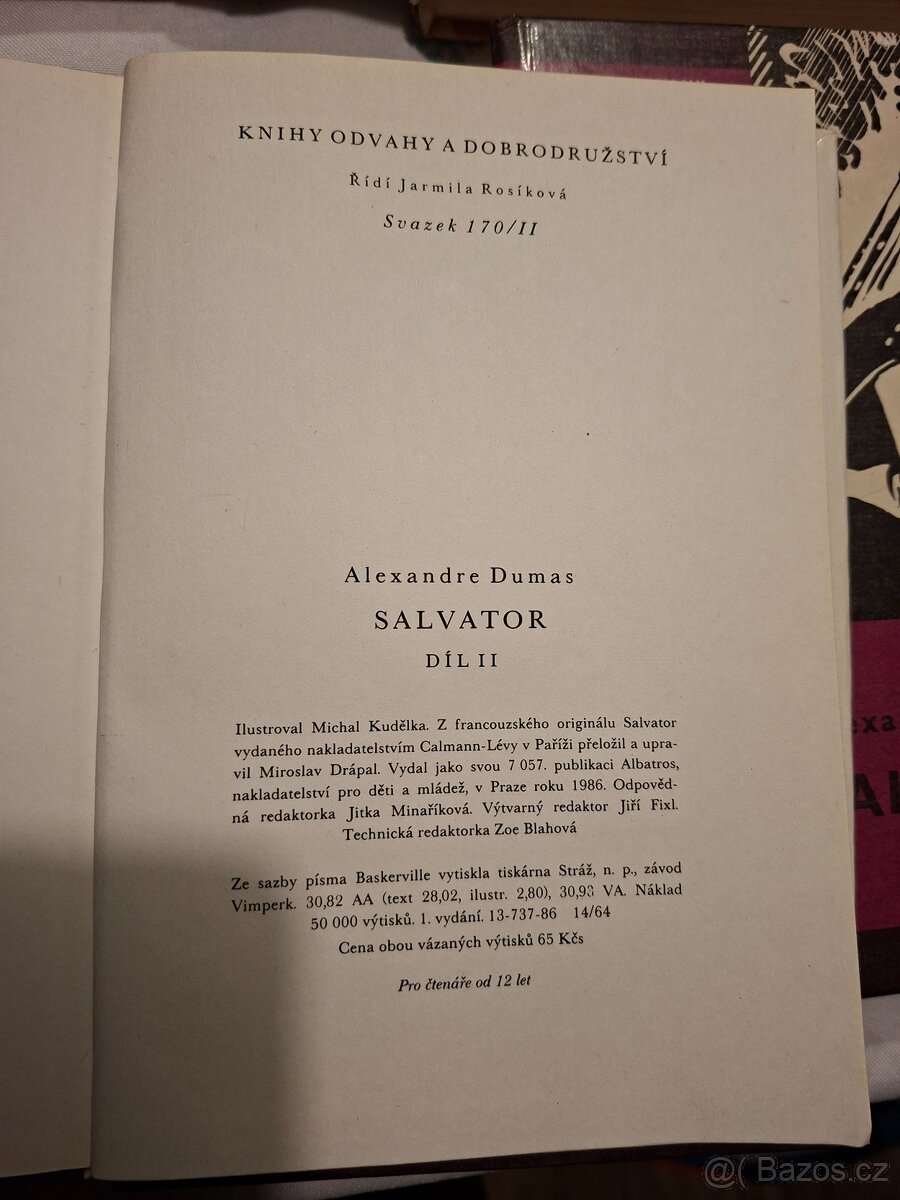 KNIHY ODVAHY A DOBRODRUŽSTVÍ
Řídí Jarmila Rosíková
Svazek 170/II
Alexandre Dumas
SALVATOR
DÍL II
Ilustroval Michal Kudělka. Z francouzského originálu Salvator
vydaného nakladatelstvím Calmann-Lévy v Paříži přeložil a upra-
vil Miroslav Drápal. Vydal jako svou 7 057. publikaci Albatros,
nakladatelství pro děti a mládež, v Praze roku 1986. Odpověd-
ná redaktorka Jitka Minaříková. Výtvarný redaktor Jiří Fixl.
Technická redaktorka Zoe Blahová
Ze sazby písma Baskerville vytiskla tiskárna Stráž, n. p., závod
Vimperk. 30,82 AA (text 28,02, ilustr. 2,80), 30,93 VA. Náklad
50 000 výtisků. 1. vydání. 13-737-86 14/64
Cena obou vázaných výtisků 65 Kčs
Pro čtenáře od 12 let
exa
Bazos.cz